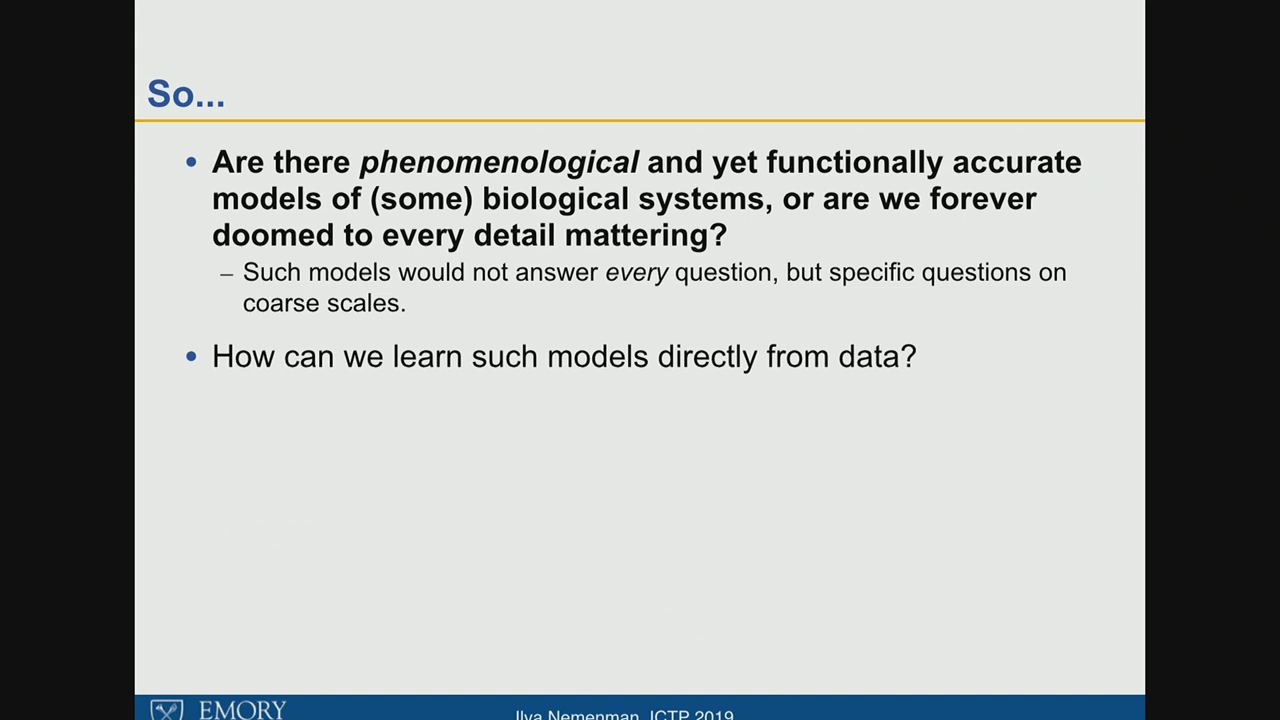 So...
• Are there phenomenological and yet functionally accurate
models of (some) biological systems, or are we forever
doomed to every detail mattering?
– Such models would not answer every question, but specific questions on
coarse scales.
• How can we learn such models directly from data?
EMORY
Ilya Nemenman, ICTP 2019